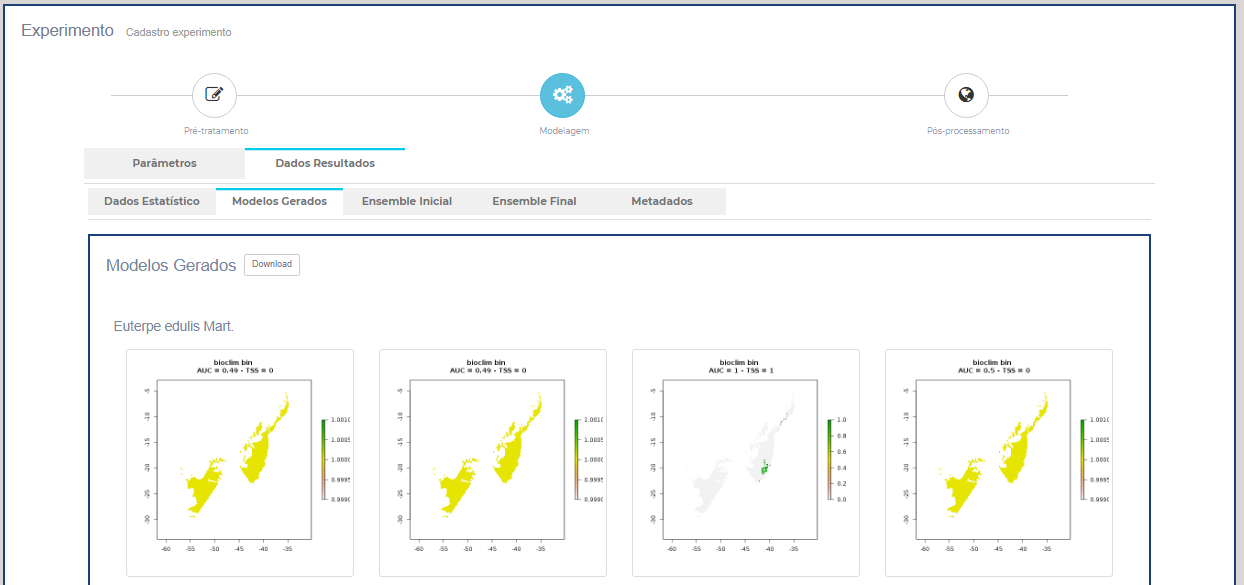 Experimento Cadastro experimento
Pré-tratamento Modelagem Pós-processamento
Parâmetros Dados Resultados
Dados Estatístico Modelos Gerados Ensemble Inicial Ensemble Final Metadados
Modelos Gerados Download
Euterpe edulis Mart.
bioclim bin
AUC = 0.49 - TSS = 0
-5
-10
-15
-20
-25
-30
-60 -55 -50 -45 -40 -35
1.0010
1.0005
1.0000
0.9995
0.9990
bioclim bin
AUC = 0.49 - TSS = 0
-5
-10
-15
-20
-25
-30
-60 -55 -50 -45 -40 -35
1.0010
1.0005
1.0000
0.9995
0.9990
bioclim bin
AUC = 1 - TSS = 1
-5
-10
-15
-20
-25
-30
-60 -55 -50 -45 -40 -35
1.0
0.8
0.6
0.4
0.2
0.0
bioclim bin
AUC = 0.5 - TSS = 0
-5
-10
-15
-20
-25
-30
-60 -55 -50 -45 -40 -35
1.0010
1.0005
1.0000
0.9995
0.9990